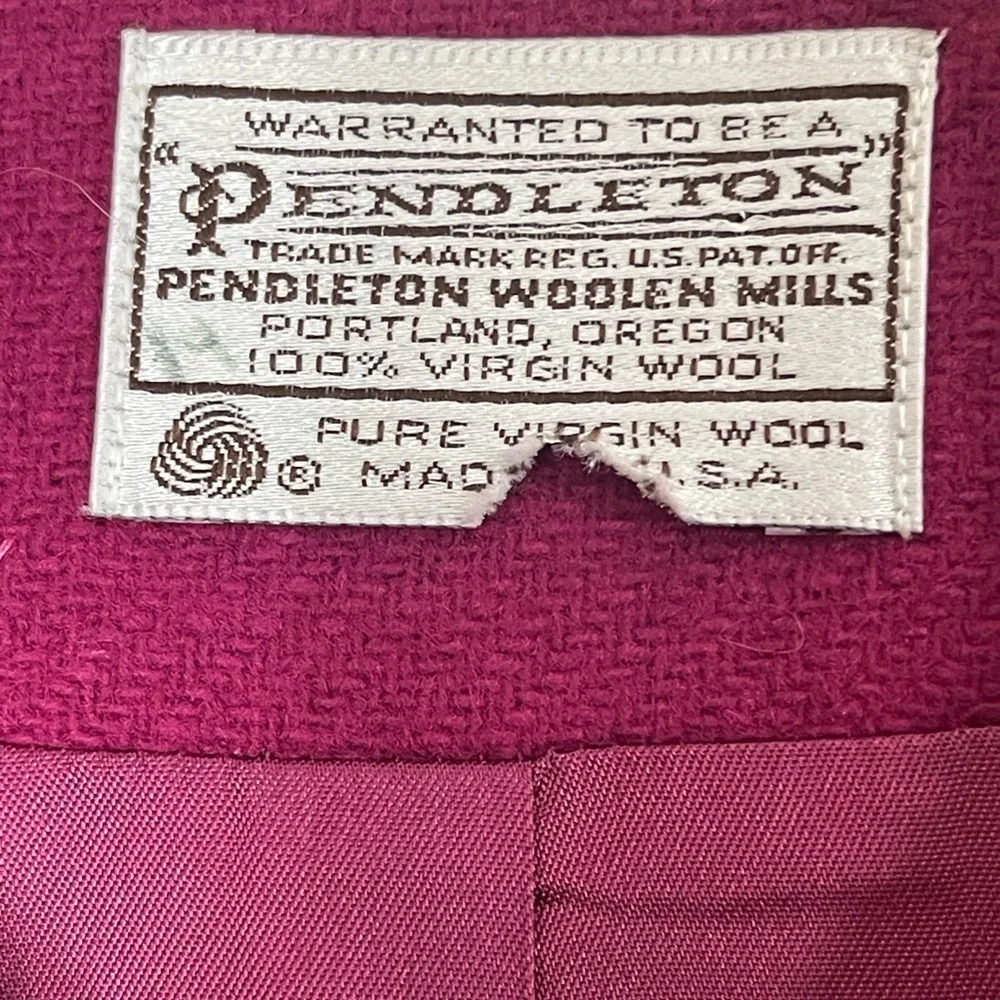 WARRANTED TO BE A
"PENDLETON"
TRADE MARK REG. U.S. PAT. OFF.
PENDLETON WOOLEN MILLS
PORTLAND, OREGON
100% VIRGIN WOOL
PURE VIRGIN WOOL
® MAD S.A.